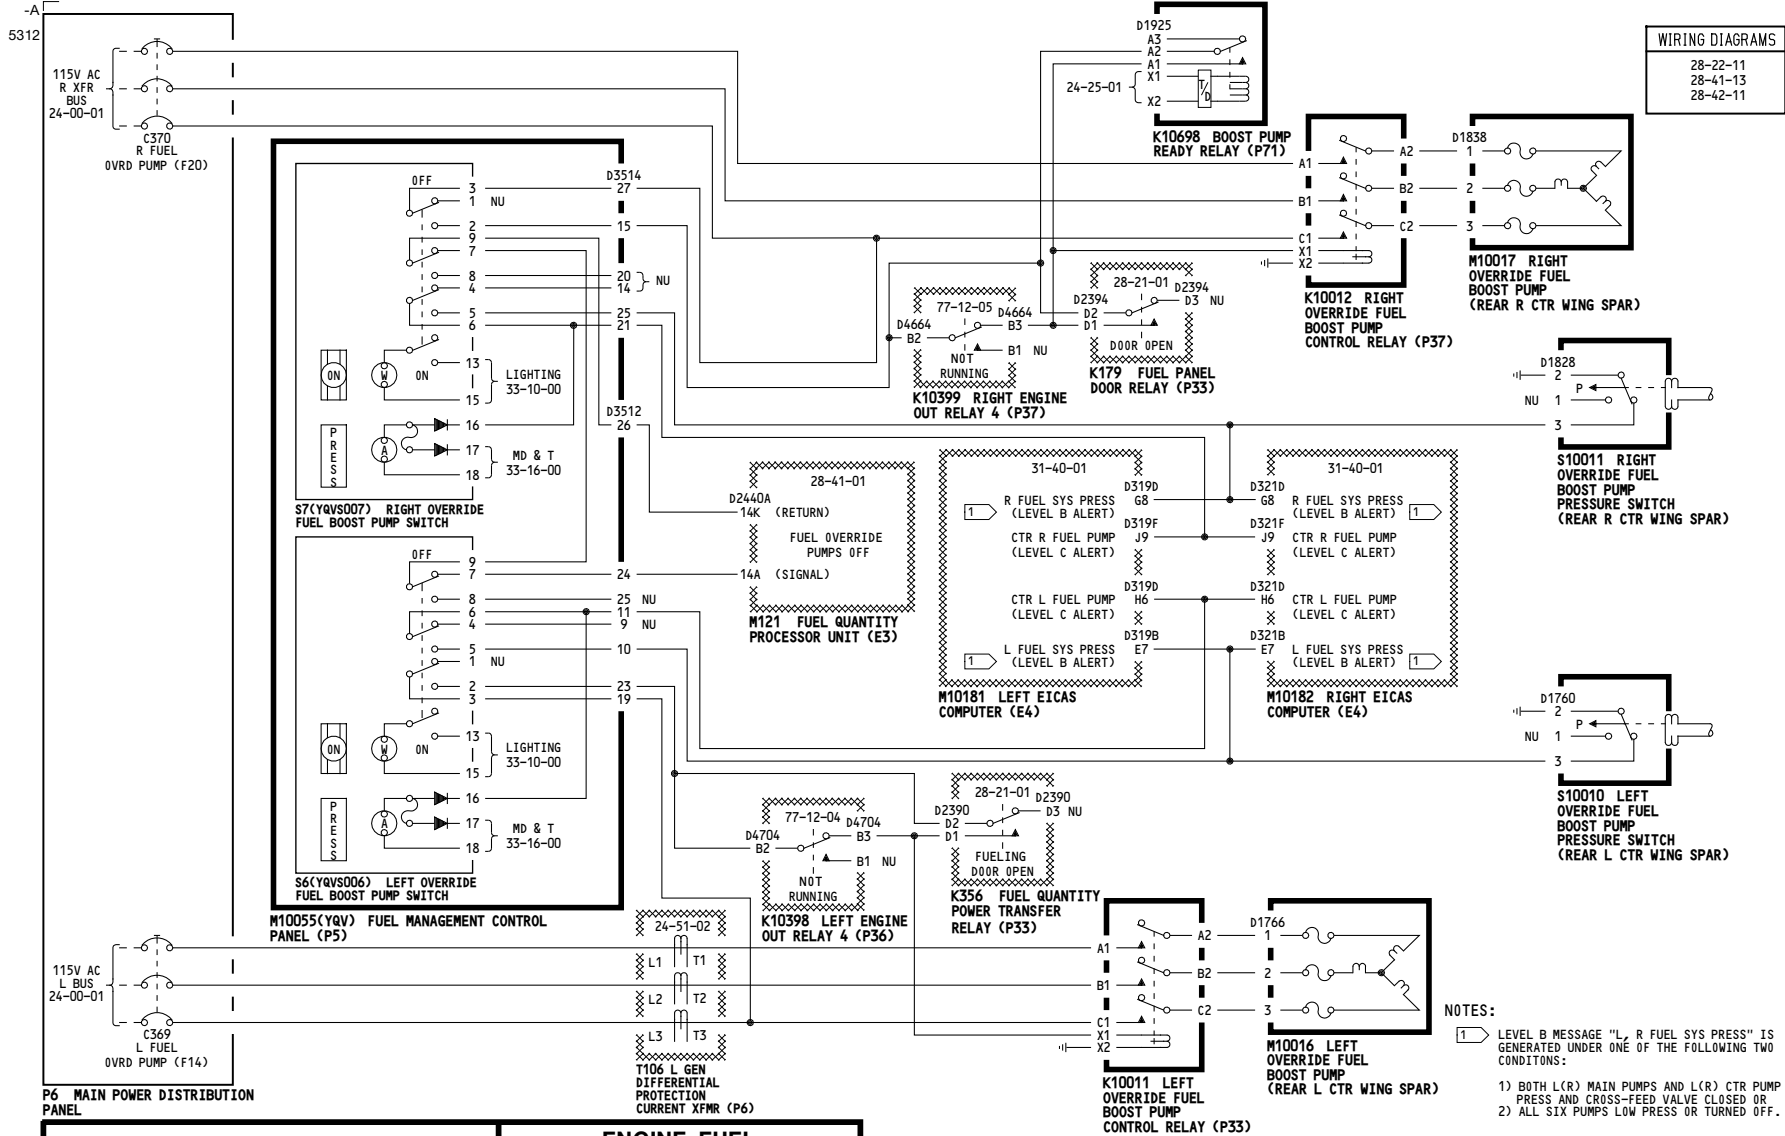 -A
5312
115V AC
R XFR
BUS
24-00-01
C370
R FUEL
OVRD PUMP (F20)
OFF
3
1 NU
2
9
7
8
4
5
6
13
ON
W
ON
LIGHTING
33-10-00
15
PRESS
A
16
17
MD & T
33-16-00
18
S7(YQVS007) RIGHT OVERRIDE
FUEL BOOST PUMP SWITCH
D3514
27
15
20
14
NU
25
21
D3512
26
OFF
9
7
8
6
4
5
1 NU
2
3
13
ON
W
ON
LIGHTING
33-10-00
15
PRESS
A
16
17
MD & T
33-16-00
18
S6(YQVS006) LEFT OVERRIDE
FUEL BOOST PUMP SWITCH
24
25 NU
11
9 NU
10
23
19
M10055(YQV) FUEL MANAGEMENT CONTROL
PANEL (P5)
115V AC
L BUS
24-00-01
C369
L FUEL
OVRD PUMP (F14)
P6 MAIN POWER DISTRIBUTION
PANEL
24-51-02
L1 T1
L2 T2
L3 T3
T106 L GEN
DIFFERENTIAL
PROTECTION
CURRENT XFMR (P6)
D1925
A3
A2
A1
X1
24-25-01
X2
T/D
K10698 BOOST PUMP
READY RELAY (P71)
A1
B1
C1
X1
X2
A2
B2
C2
K10012 RIGHT
OVERRIDE FUEL
BOOST PUMP
CONTROL RELAY (P37)
D1838
1
2
3
M10017 RIGHT
OVERRIDE FUEL
BOOST PUMP
(REAR R CTR WING SPAR)
WIRING DIAGRAMS
28-22-11
28-41-13
28-42-11
77-12-05
D4664
B2
D4664
B3
B1 NU
NOT
RUNNING
K10399 RIGHT ENGINE
OUT RELAY 4 (P37)
28-21-01
D2394
D2
D1
D2394
D3 NU
DOOR OPEN
K179 FUEL PANEL
DOOR RELAY (P33)
D1828
2
NU 1
3
P
S10011 RIGHT
OVERRIDE FUEL
BOOST PUMP
PRESSURE SWITCH
(REAR R CTR WING SPAR)
28-41-01
D2440A
14K (RETURN)
FUEL OVERRIDE
PUMPS OFF
14A (SIGNAL)
M121 FUEL QUANTITY
PROCESSOR UNIT (E3)
31-40-01
D319D
R FUEL SYS PRESS G8
1 (LEVEL B ALERT)
D319F
CTR R FUEL PUMP J9
(LEVEL C ALERT)
D319D
CTR L FUEL PUMP H6
(LEVEL C ALERT)
D319B
L FUEL SYS PRESS E7
1 (LEVEL B ALERT)
M10181 LEFT EICAS
COMPUTER (E4)
31-40-01
D321D
G8 R FUEL SYS PRESS
(LEVEL B ALERT) 1
D321F
J9 CTR R FUEL PUMP
(LEVEL C ALERT)
D321D
H6 CTR L FUEL PUMP
(LEVEL C ALERT)
D321B
E7 L FUEL SYS PRESS
(LEVEL B ALERT) 1
M10182 RIGHT EICAS
COMPUTER (E4)
D1760
2
NU 1
3
P
S10010 LEFT
OVERRIDE FUEL
BOOST PUMP
PRESSURE SWITCH
(REAR L CTR WING SPAR)
77-12-04
D4704
B2
D4704
B3
B1 NU
NOT
RUNNING
K10398 LEFT ENGINE
OUT RELAY 4 (P36)
28-21-01
D2390
D2
D1
D2390
D3 NU
FUELING
DOOR OPEN
K356 FUEL QUANTITY
POWER TRANSFER
RELAY (P33)
A1
B1
C1
X1
X2
A2
B2
C2
K10011 LEFT
OVERRIDE FUEL
BOOST PUMP
CONTROL RELAY (P33)
D1766
1
2
3
M10016 LEFT
OVERRIDE FUEL
BOOST PUMP
(REAR L CTR WING SPAR)
NOTES:
1 LEVEL B MESSAGE "L, R FUEL SYS PRESS" IS
GENERATED UNDER ONE OF THE FOLLOWING TWO
CONDITONS:
1) BOTH L(R) MAIN PUMPS AND L(R) CTR PUMP
PRESS AND CROSS-FEED VALVE CLOSED OR
2) ALL SIX PUMPS LOW PRESS OR TURNED OFF.
ENGINE FUEL